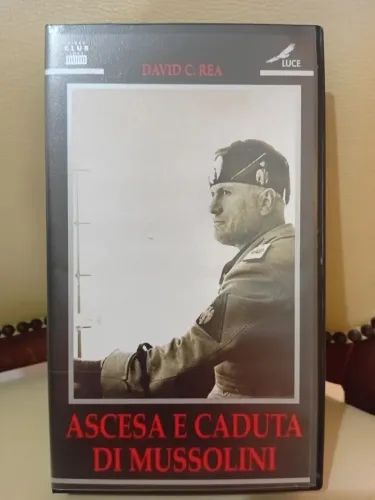 CLUB
LUCE
DAVID C. REA
ASCESA E CADUTA
DI MUSSOLINI